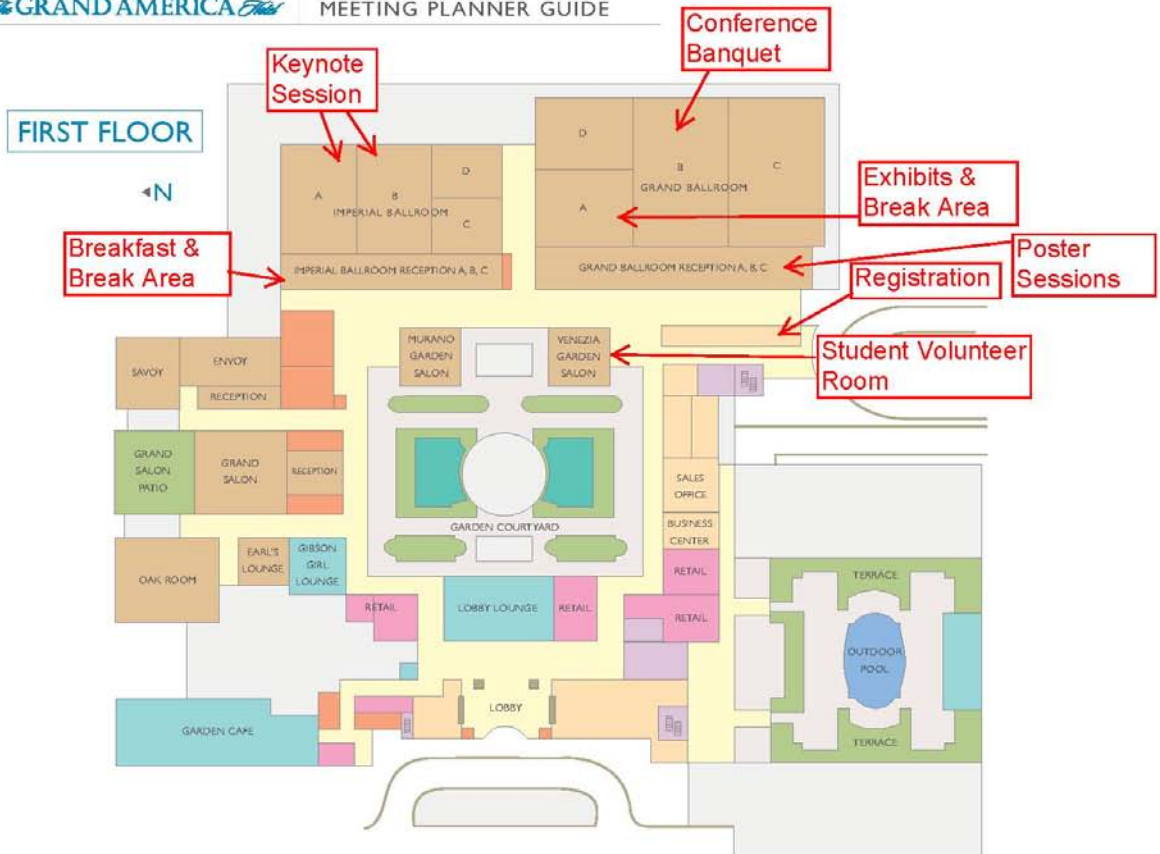 The GRAND AMERICA Hotel
MEETING PLANNER GUIDE
FIRST FLOOR
N
Keynote
Session
Conference
Banquet
Exhibits &
Break Area
Breakfast &
Break Area
Poster
Sessions
Registration
Student Volunteer
Room
A
B
IMPERIAL BALLROOM
D
C
IMPERIAL BALLROOM RECEPTION A, B, C
D
A
B
GRAND BALLROOM
C
GRAND BALLROOM RECEPTION A, B, C
MURANO
GARDEN
SALON
VENEZIA
GARDEN
SALON
SAVOY
ENVOY
RECEPTION
GRAND
SALON
PATIO
GRAND
SALON
RECEPTION
GARDEN COURTYARD
SALES
OFFICE
BUSINESS
CENTER
RETAIL
RETAIL
OAK ROOM
EARL'S
LOUNGE
GIBSON
GIRL
LOUNGE
RETAIL
LOBBY LOUNGE
RETAIL
TERRACE
OUTDOOR
POOL
TERRACE
LOBBY
GARDEN CAFE